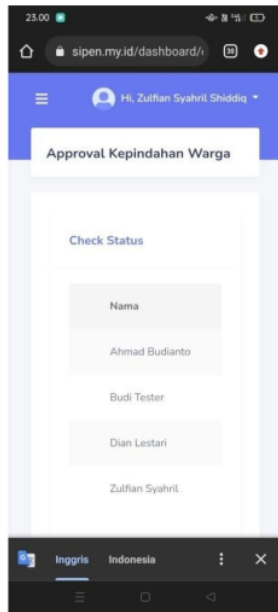 23.00
sipen.my.id/dashboard/
30
Hi, Zulfian Syahril Shiddiq
Approval Kepindahan Warga
Check Status
Nama
Ahmad Budianto
Budi Tester
Dian Lestari
Zulfian Syahril
Inggris Indonesia